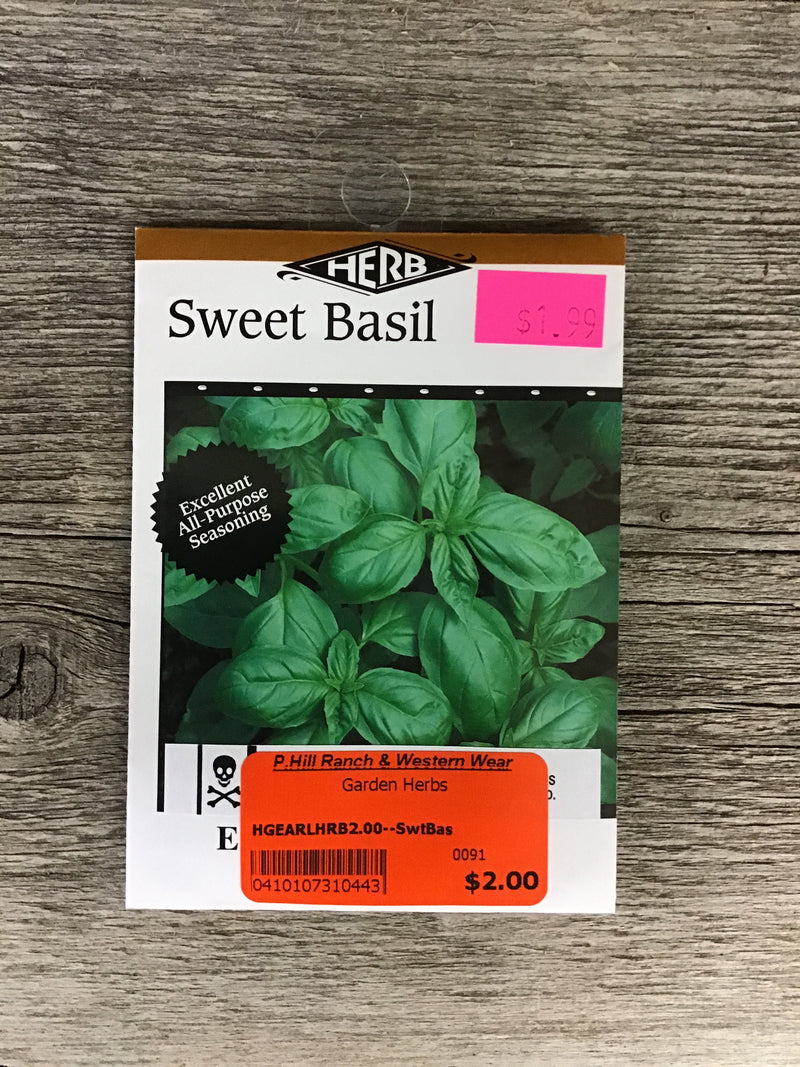 HERB
Sweet Basil
$1.99
Excellent
All-Purpose
Seasoning
P.Hill Ranch & Western Wear
Garden Herbs
S
D.
HGEARLHRB2.00--SwtBas
E
0091
0410107310443
$2.00